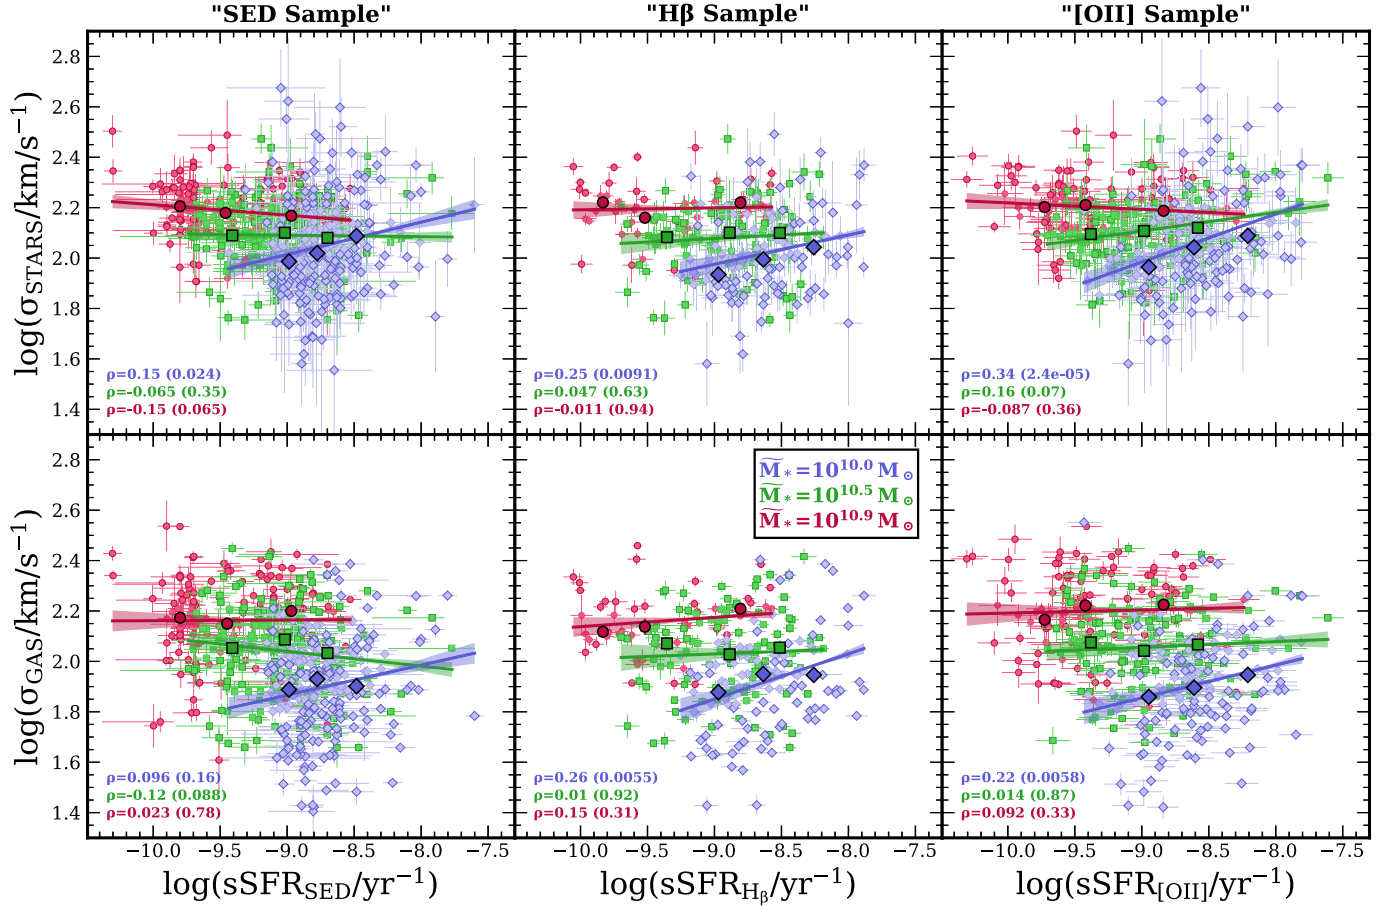 "SED Sample"
"Hβ Sample"
"[OII] Sample"
log(σSTARS/km/s⁻¹)
2.8
2.6
2.4
2.2
2.0
1.8
1.6
1.4
ρ=0.15 (0.024)
ρ=-0.065 (0.35)
ρ=-0.15 (0.065)
ρ=0.25 (0.0091)
ρ=0.047 (0.63)
ρ=-0.011 (0.94)
ρ=0.34 (2.4e-05)
ρ=0.16 (0.07)
ρ=-0.087 (0.36)
log(σGAS/km/s⁻¹)
2.8
2.6
2.4
2.2
2.0
1.8
1.6
1.4
ρ=0.096 (0.16)
ρ=-0.12 (0.088)
ρ=0.023 (0.78)
M̃*=10¹⁰·⁰ M⊙
M̃*=10¹⁰·⁵ M⊙
M̃*=10¹⁰·⁹ M⊙
ρ=0.26 (0.0055)
ρ=0.01 (0.92)
ρ=0.15 (0.31)
ρ=0.22 (0.0058)
ρ=0.014 (0.87)
ρ=0.092 (0.33)
−10.0 −9.5 −9.0 −8.5 −8.0 −7.5
−10.0 −9.5 −9.0 −8.5 −8.0 −7.5
−10.0 −9.5 −9.0 −8.5 −8.0 −7.5
log(sSFRSED/yr⁻¹)
log(sSFRHβ/yr⁻¹)
log(sSFR[OII]/yr⁻¹)